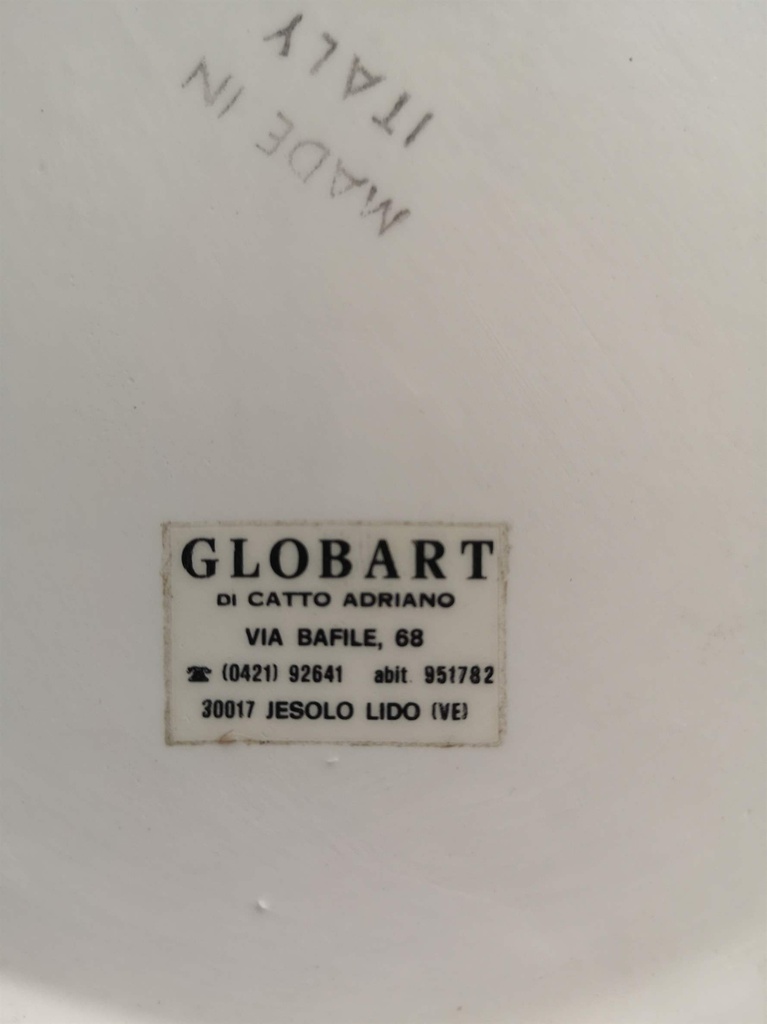 MADE IN
ITALY
GLOBART
DI CATTO ADRIANO
VIA BAFILE, 68
☎ (0421) 92641 abit. 951782
30017 JESOLO LIDO (VE)